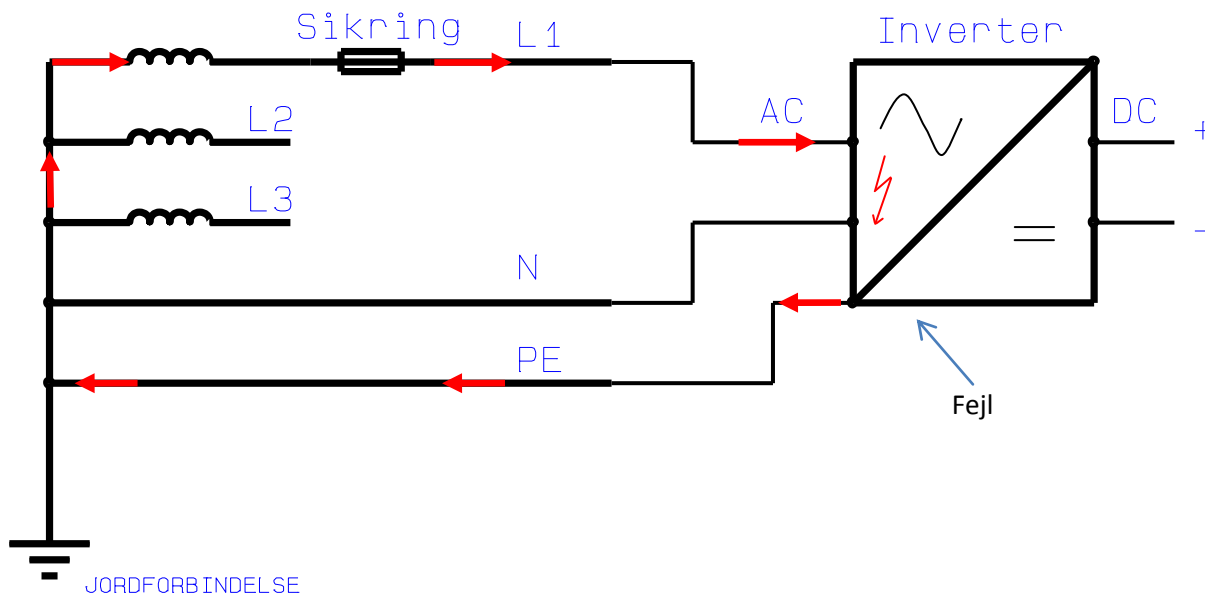 Sikring
L1
Inverter
L2
AC
DC
+
L3
-
N
PE
Fejl
JORDFORBINDELSE